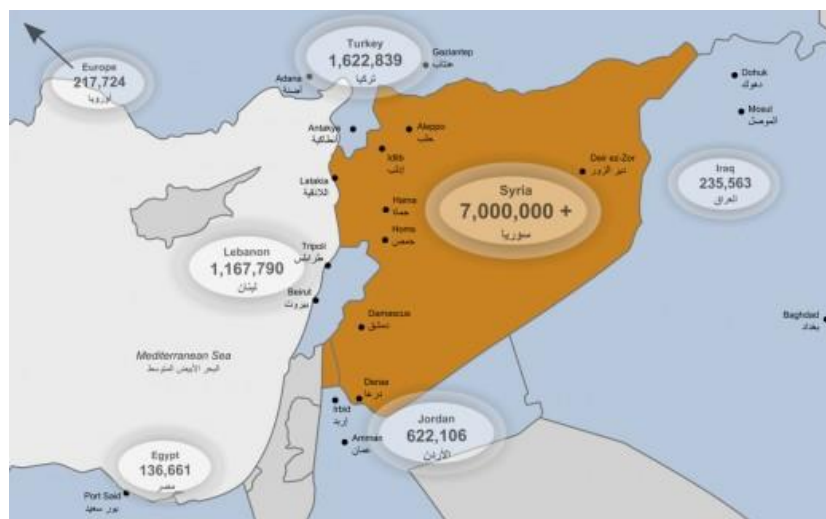 Europe
217,724
أوروبا
Turkey
1,622,839
تركيا
Gaziantep
عنتاب
Adana
أضنة
Antakya
أنطاكية
Aleppo
حلب
Idlib
إدلب
Latakia
اللاذقية
Hama
حماة
Homs
حمص
Deir ez-Zor
دير الزور
Dohuk
دهوك
Mosul
الموصل
Iraq
235,563
العراق
Syria
7,000,000 +
سوريا
Lebanon
1,167,790
لبنان
Tripoli
طرابلس
Beirut
بيروت
Damascus
دمشق
Baghdad
بغداد
Mediterranean Sea
البحر الأبيض المتوسط
Daraa
درعا
Irbid
إربد
Jordan
622,106
الأردن
Amman
عمان
Egypt
136,661
مصر
Port Said
بور سعيد